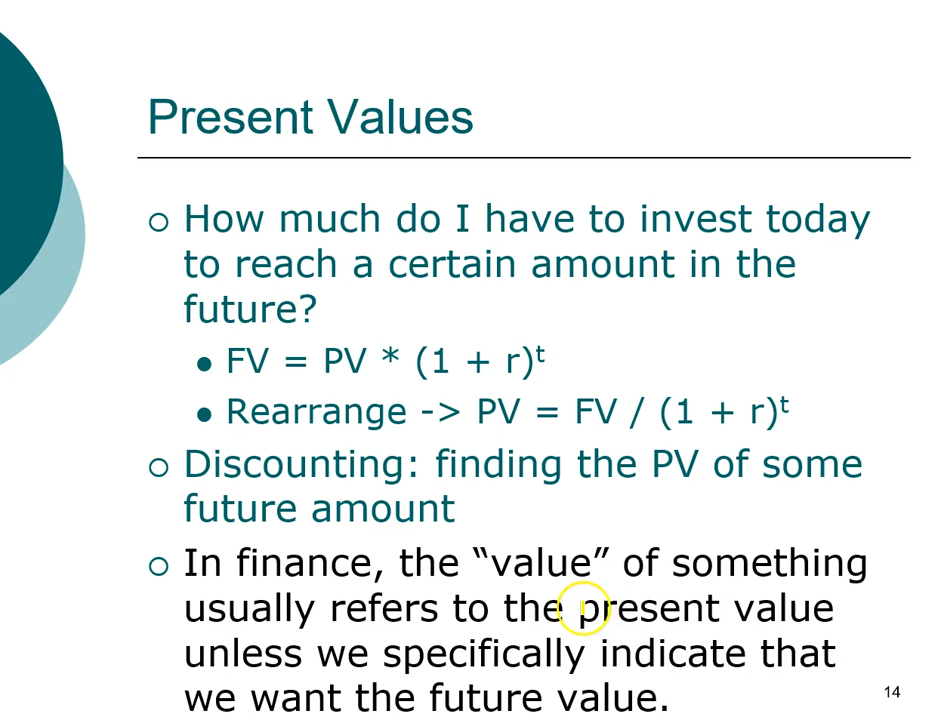 Present Values
How much do I have to invest today
to reach a certain amount in the
future?
FV = PV * (1 + r)^t
Rearrange -> PV = FV / (1 + r)^t
Discounting: finding the PV of some
future amount
In finance, the “value” of something
usually refers to the present value
unless we specifically indicate that
we want the future value.
14